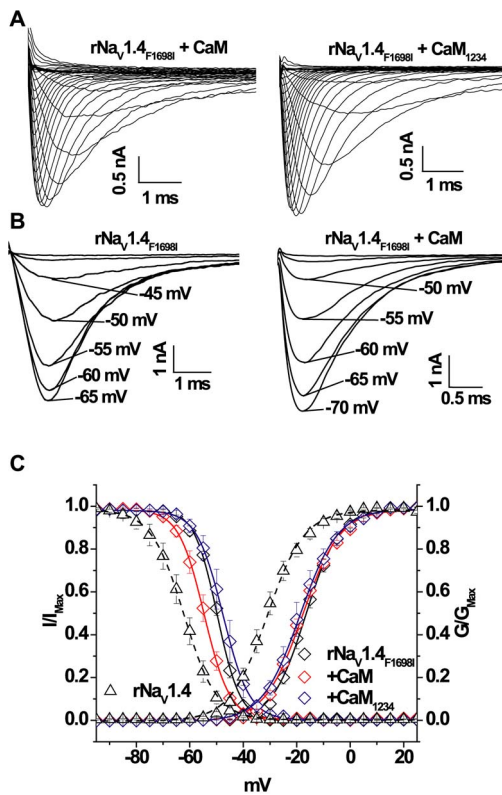 A
rNaV1.4F1698I + CaM
rNaV1.4F1698I + CaM1234
0.5 nA
1 ms
0.5 nA
1 ms
B
rNaV1.4F1698I
rNaV1.4F1698I + CaM
-45 mV
-50 mV
-55 mV
-60 mV
-65 mV
1 nA
1 ms
-50 mV
-55 mV
-60 mV
-65 mV
-70 mV
1 nA
0.5 ms
C
I/IMax
1.0
0.8
0.6
0.4
0.2
0.0
G/GMax
1.0
0.8
0.6
0.4
0.2
0.0
rNaV1.4
rNaV1.4F1698I
+CaM
+CaM1234
-80 -60 -40 -20 0 20
mV